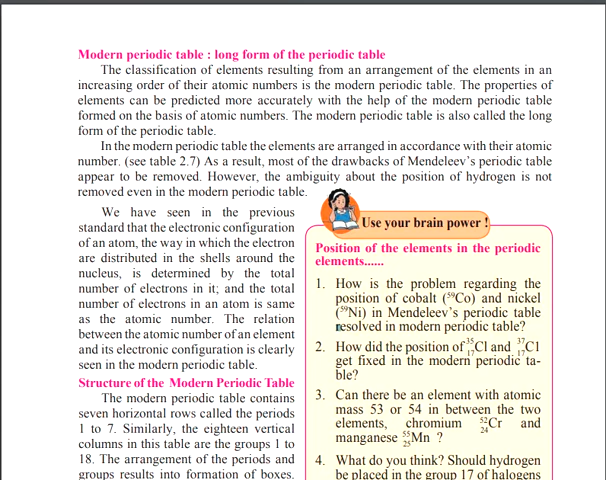 Modern periodic table : long form of the periodic table
The classification of elements resulting from an arrangement of the elements in an
increasing order of their atomic numbers is the modern periodic table. The properties of
elements can be predicted more accurately with the help of the modern periodic table
formed on the basis of atomic numbers. The modern periodic table is also called the long
form of the periodic table.
In the modern periodic table the elements are arranged in accordance with their atomic
number. (see table 2.7) As a result, most of the drawbacks of Mendeleev's periodic table
appear to be removed. However, the ambiguity about the position of hydrogen is not
removed even in the modern periodic table.
We have seen in the previous
standard that the electronic configuration
of an atom, the way in which the electron
are distributed in the shells around the
nucleus, is determined by the total
number of electrons in it; and the total
number of electrons in an atom is same
as the atomic number. The relation
between the atomic number of an element
and its electronic configuration is clearly
seen in the modern periodic table.
Structure of the Modern Periodic Table
The modern periodic table contains
seven horizontal rows called the periods
1 to 7. Similarly, the eighteen vertical
columns in this table are the groups 1 to
18. The arrangement of the periods and
groups results into formation of boxes.
Use your brain power !
Position of the elements in the periodic
elements......
1. How is the problem regarding the
position of cobalt (⁵⁹Co) and nickel
(⁵⁹Ni) in Mendeleev's periodic table
resolved in modern periodic table?
2. How did the position of ³⁵₁₇Cl and ³⁷₁₇Cl
get fixed in the modern periodic ta-
ble?
3. Can there be an element with atomic
mass 53 or 54 in between the two
elements, chromium ⁵²₂₄Cr and
manganese ⁵⁵₂₅Mn ?
4. What do you think? Should hydrogen
be placed in the group 17 of halogens